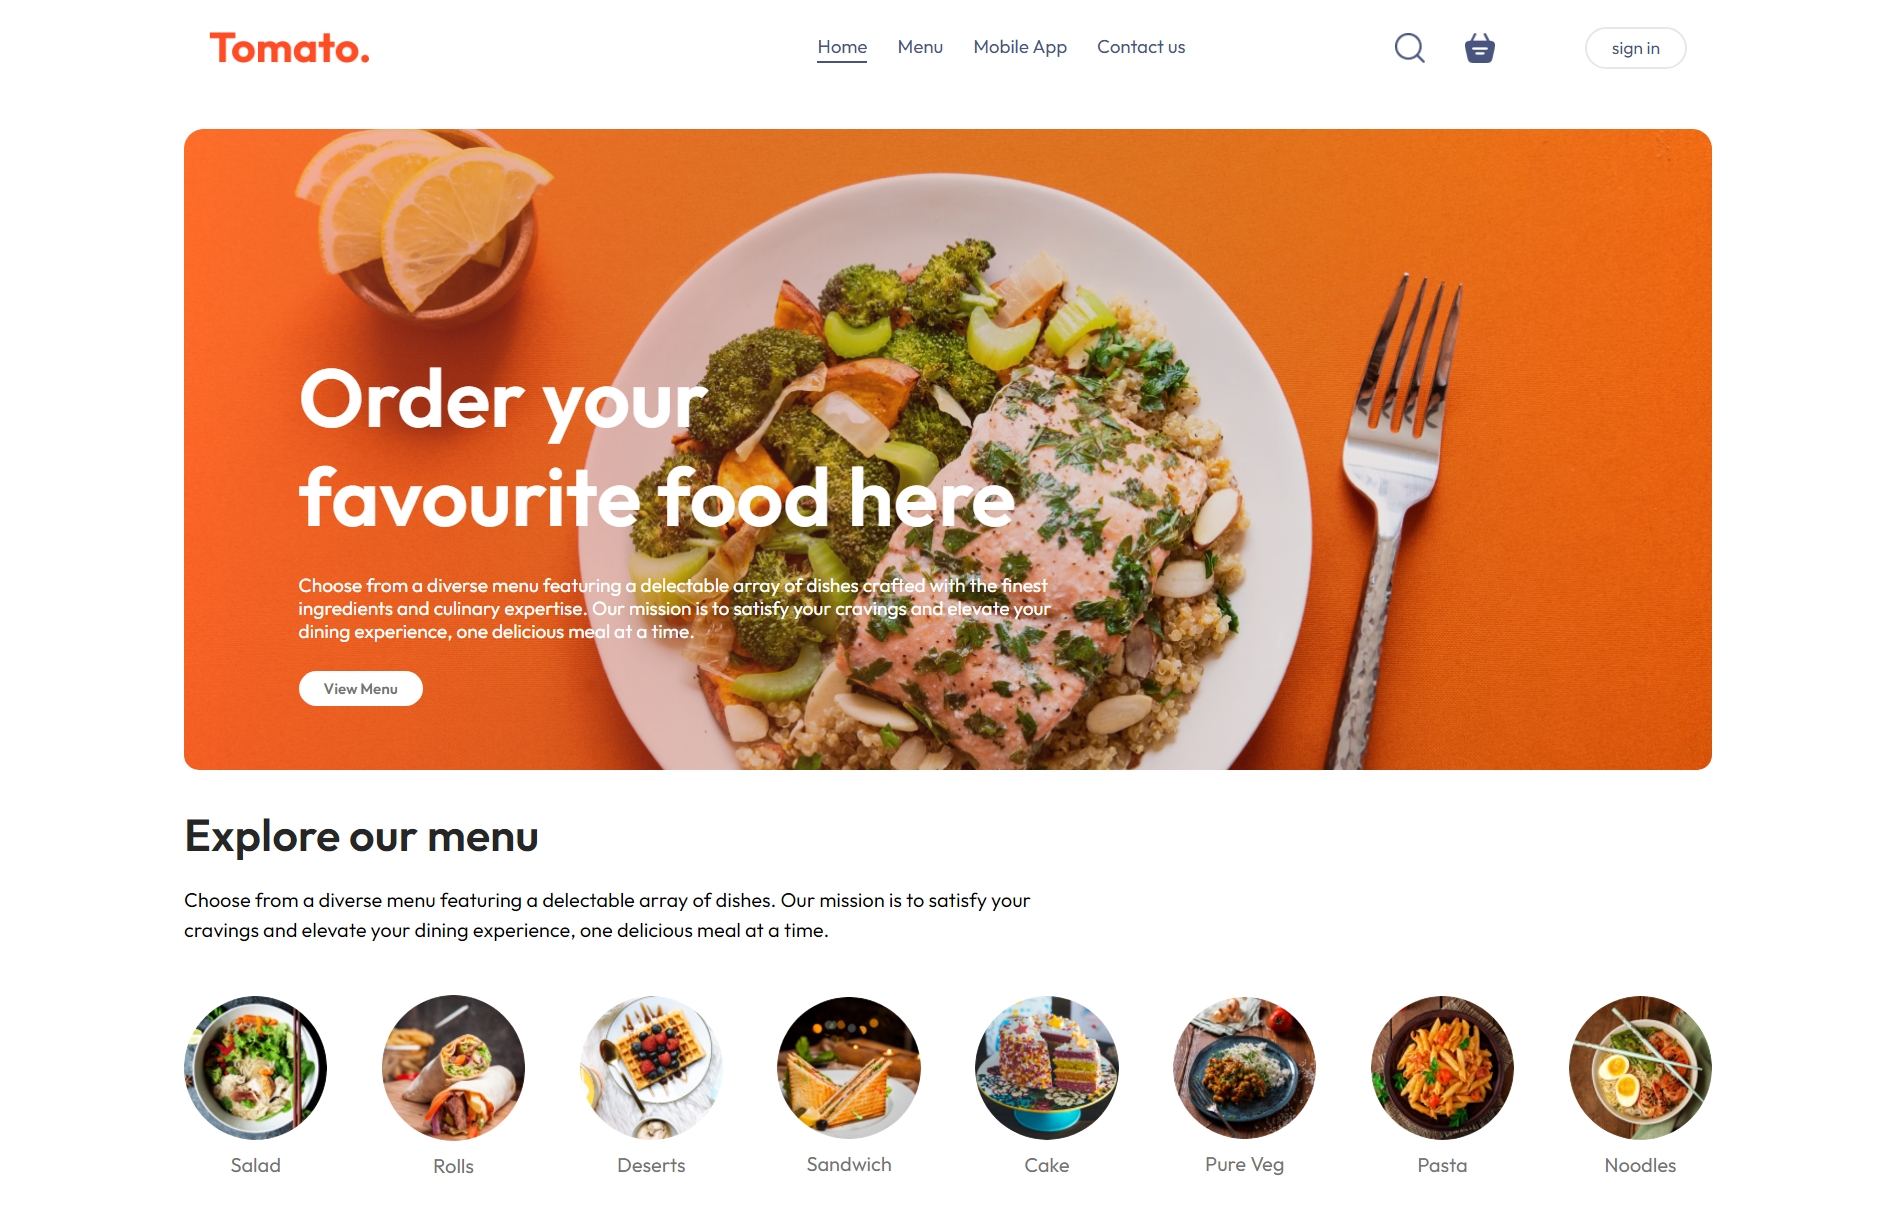 Tomato.
Home Menu Mobile App Contact us
sign in
Order your
favourite food here
Choose from a diverse menu featuring a delectable array of dishes crafted with the finest
ingredients and culinary expertise. Our mission is to satisfy your cravings and elevate your
dining experience, one delicious meal at a time.
View Menu
Explore our menu
Choose from a diverse menu featuring a delectable array of dishes. Our mission is to satisfy your
cravings and elevate your dining experience, one delicious meal at a time.
Salad Rolls Deserts Sandwich Cake Pure Veg Pasta Noodles